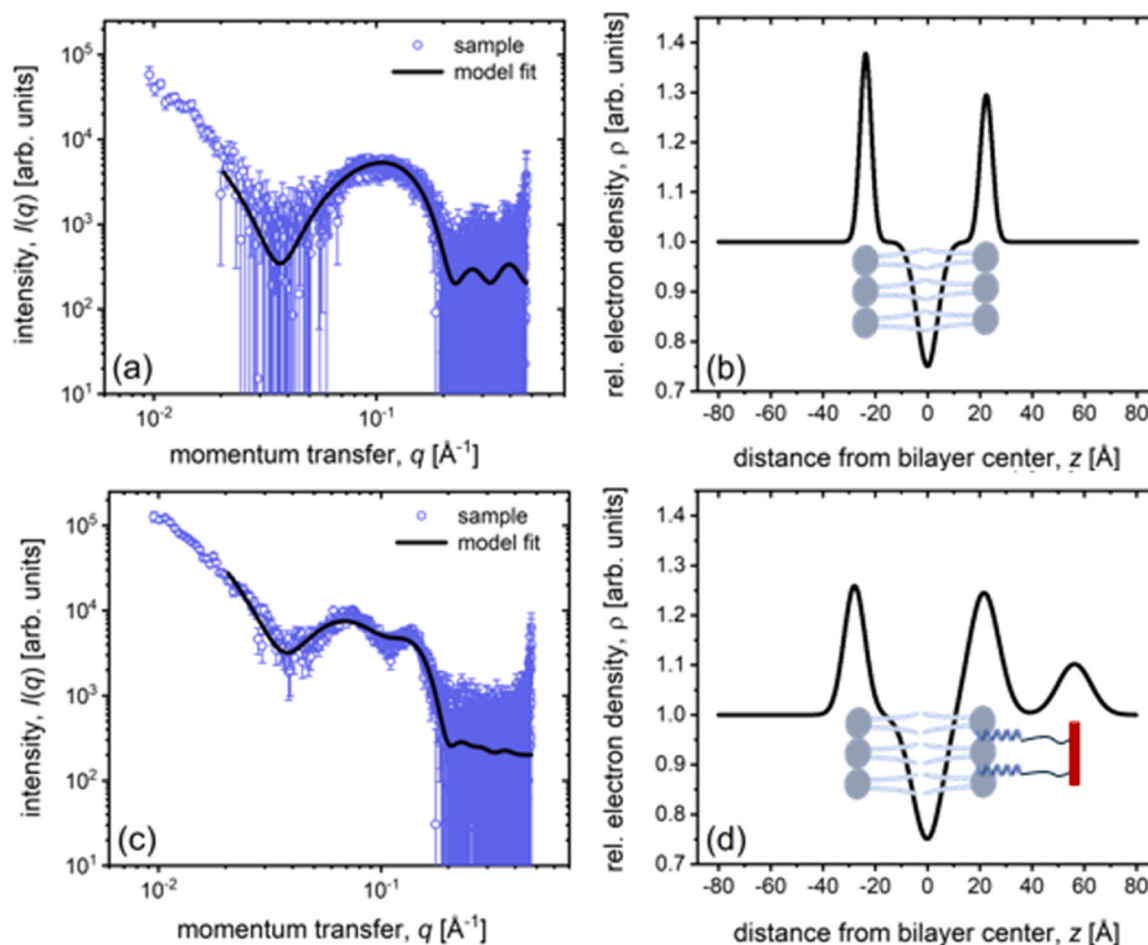 10^5
10^4
10^3
10^2
10^1
intensity, I(q) [arb. units]
sample
model fit
(a)
10^-2
10^-1
momentum transfer, q [Å^-1]
1.4
1.3
1.2
1.1
1.0
0.9
0.8
0.7
rel. electron density, ρ [arb. units]
(b)
-80 -60 -40 -20 0 20 40 60 80
distance from bilayer center, z [Å]
10^5
10^4
10^3
10^2
10^1
intensity, I(q) [arb. units]
sample
model fit
(c)
10^-2
10^-1
momentum transfer, q [Å^-1]
1.4
1.3
1.2
1.1
1.0
0.9
0.8
0.7
rel. electron density, ρ [arb. units]
(d)
-80 -60 -40 -20 0 20 40 60 80
distance from bilayer center, z [Å]